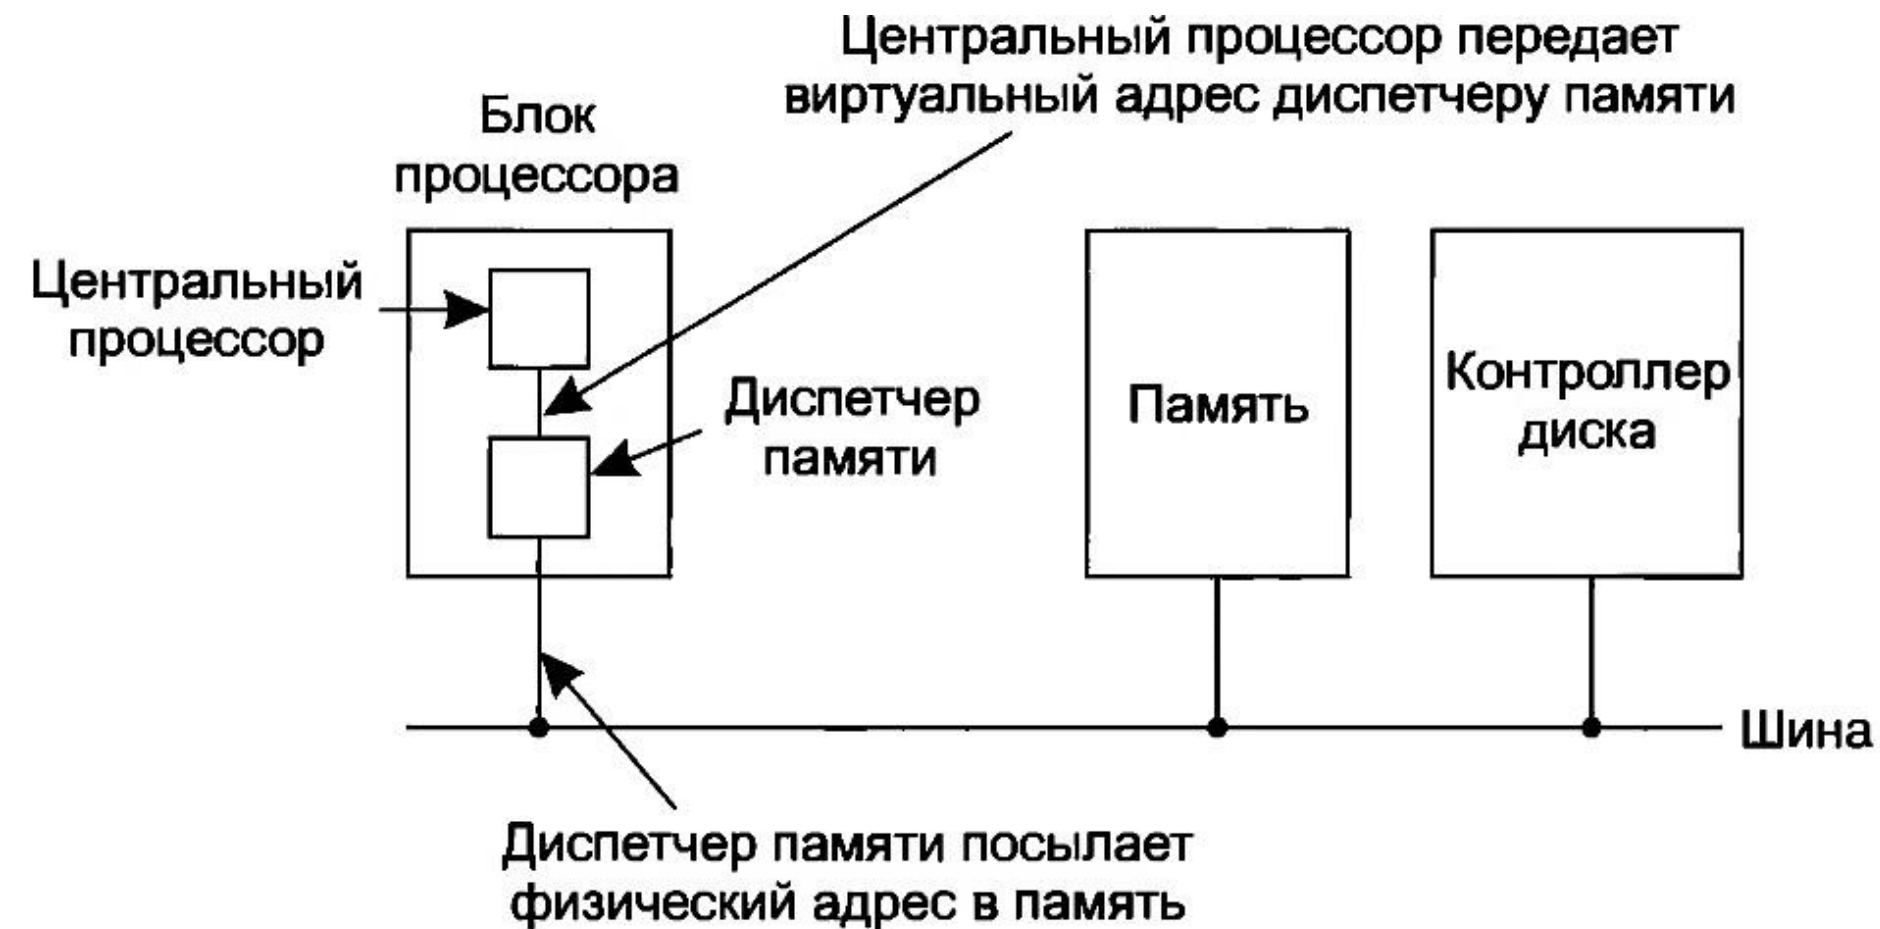 Центральный процессор передает
виртуальный адрес диспетчеру памяти
Блок
процессора
Центральный
процессор
Диспетчер
памяти
Память
Контроллер
диска
Шина
Диспетчер памяти посылает
физический адрес в память